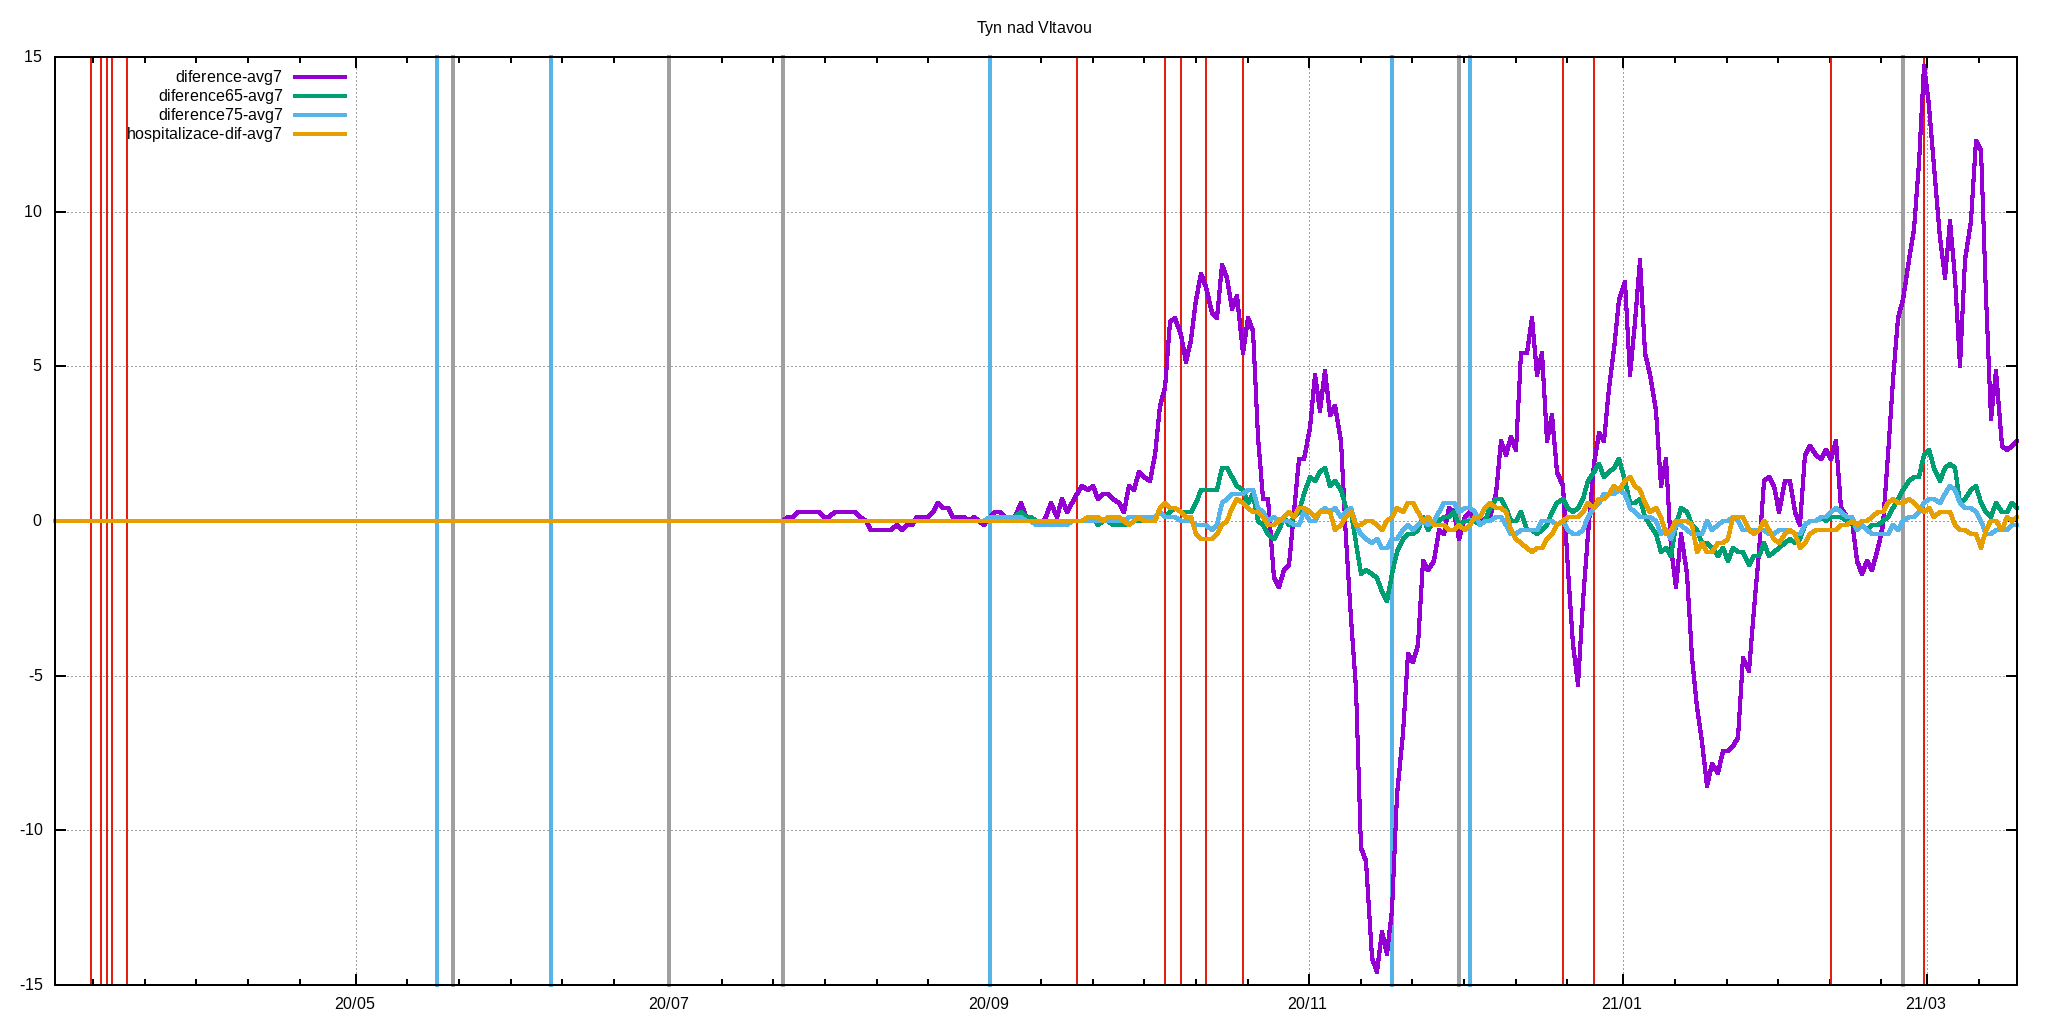 Tyn nad Vltavou
diference-avg7
diference65-avg7
diference75-avg7
hospitalizace-dif-avg7
15
10
5
0
-5
-10
-15
20/05 20/07 20/09 20/11 21/01 21/03